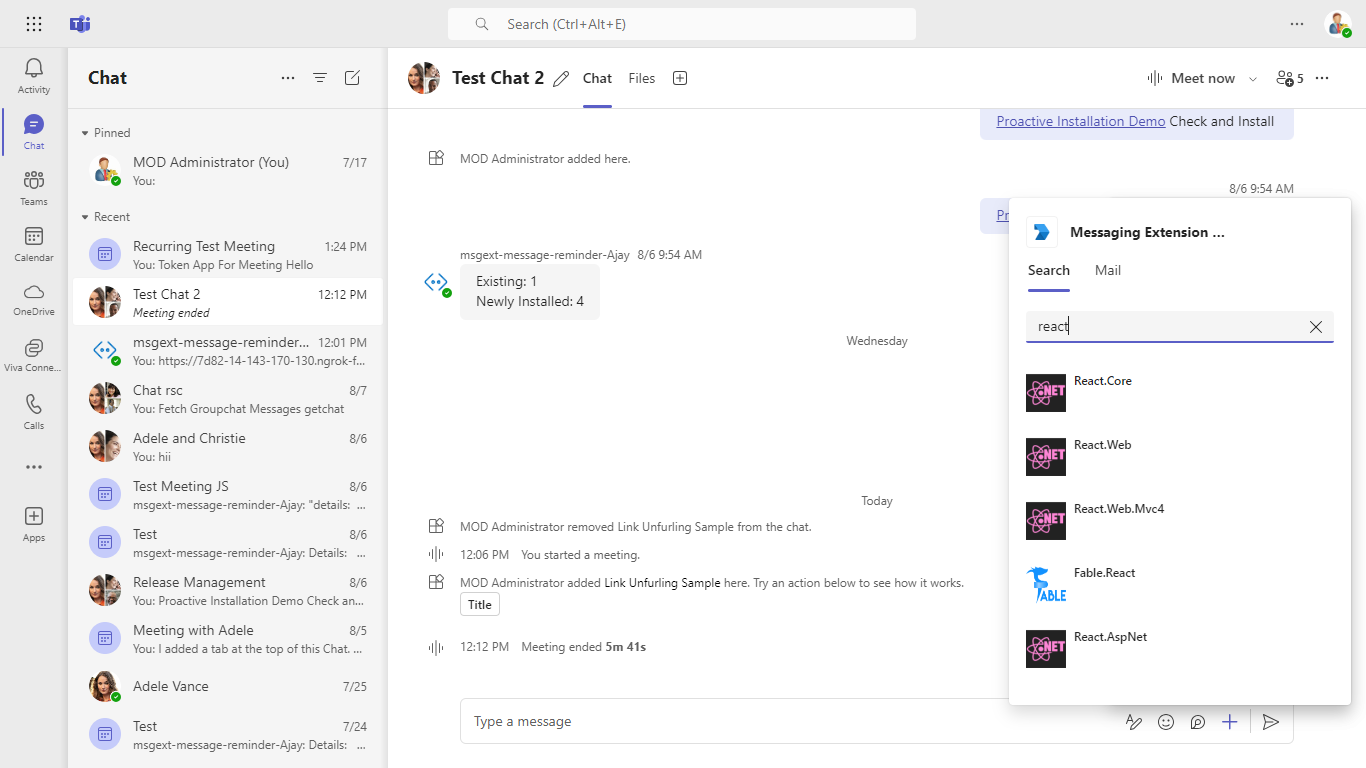 Search (Ctrl+Alt+E)
Activity
Chat
Teams
Calendar
OneDrive
Viva Conne...
Calls
Apps
Chat
Pinned
MOD Administrator (You) 7/17
You:
Recent
Recurring Test Meeting 1:24 PM
You: Token App For Meeting Hello
Test Chat 2 12:12 PM
Meeting ended
msgext-message-reminder... 12:01 PM
You: https://7d82-14-143-170-130.ngrok-f...
Chat rsc 8/7
You: Fetch Groupchat Messages getchat
Adele and Christie 8/6
You: hii
Test Meeting JS 8/6
msgext-message-reminder-Ajay: "details: ...
Test 8/6
msgext-message-reminder-Ajay: Details: ...
Release Management 8/6
You: Proactive Installation Demo Check an...
Meeting with Adele 8/5
You: I added a tab at the top of this Chat. ...
Adele Vance 7/25
Test 7/24
msgext-message-reminder-Ajay: Details: ...
Test Chat 2 Chat Files Meet now 5
Proactive Installation Demo Check and Install
MOD Administrator added here.
8/6 9:54 AM
Pr
msgext-message-reminder-Ajay 8/6 9:54 AM
Existing: 1
Newly Installed: 4
Wednesday
Today
MOD Administrator removed Link Unfurling Sample from the chat.
12:06 PM You started a meeting.
MOD Administrator added Link Unfurling Sample here. Try an action below to see how it works.
Title
12:12 PM Meeting ended 5m 41s
Type a message
Messaging Extension ...
Search Mail
react
.NET React.Core
.NET React.Web
.NET React.Web.Mvc4
FABLE Fable.React
.NET React.AspNet